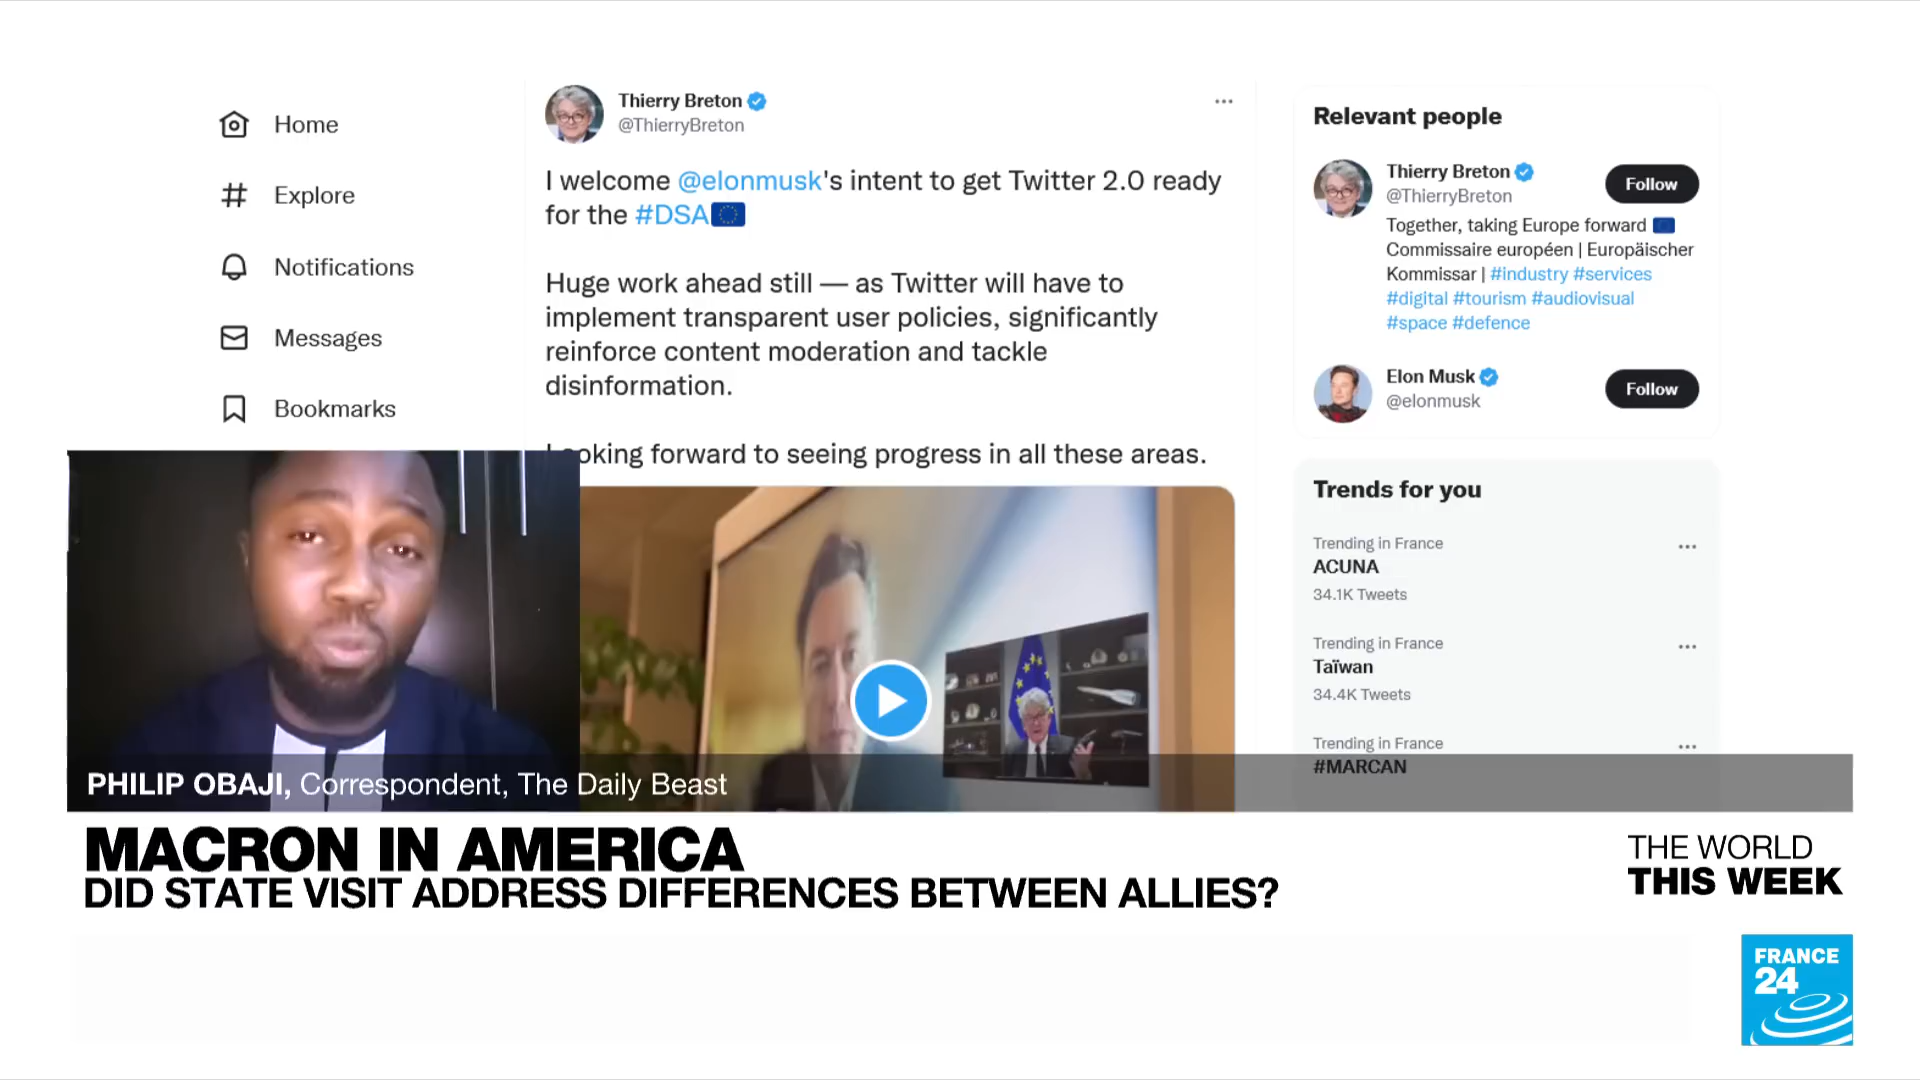 Home
Explore
Notifications
Messages
Bookmarks
Thierry Breton
@ThierryBreton
I welcome @elonmusk's intent to get Twitter 2.0 ready
for the #DSA
Huge work ahead still — as Twitter will have to
implement transparent user policies, significantly
reinforce content moderation and tackle
disinformation.
Looking forward to seeing progress in all these areas.
Relevant people
Thierry Breton
@ThierryBreton
Follow
Together, taking Europe forward
Commissaire européen | Europäischer
Kommissar | #industry #services
#digital #tourism #audiovisual
#space #defence
Elon Musk
@elonmusk
Follow
Trends for you
Trending in France
ACUNA
34.1K Tweets
Trending in France
Taïwan
34.4K Tweets
Trending in France
#MARCAN
PHILIP OBAJI, Correspondent, The Daily Beast
MACRON IN AMERICA
DID STATE VISIT ADDRESS DIFFERENCES BETWEEN ALLIES?
THE WORLD
THIS WEEK
FRANCE
24